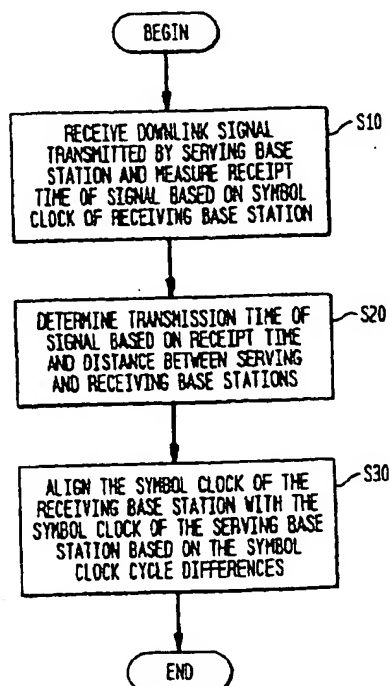 BEGIN
S10
RECEIVE DOWNLINK SIGNAL
TRANSMITTED BY SERVING BASE
STATION AND MEASURE RECEIPT
TIME OF SIGNAL BASED ON SYMBOL
CLOCK OF RECEIVING BASE STATION
S20
DETERMINE TRANSMISSION TIME OF
SIGNAL BASED ON RECEIPT TIME
AND DISTANCE BETWEEN SERVING
AND RECEIVING BASE STATIONS
S30
ALIGN THE SYMBOL CLOCK OF THE
RECEIVING BASE STATION WITH THE
SYMBOL CLOCK OF THE SERVING BASE
STATION BASED ON THE SYMBOL
CLOCK CYCLE DIFFERENCES
END